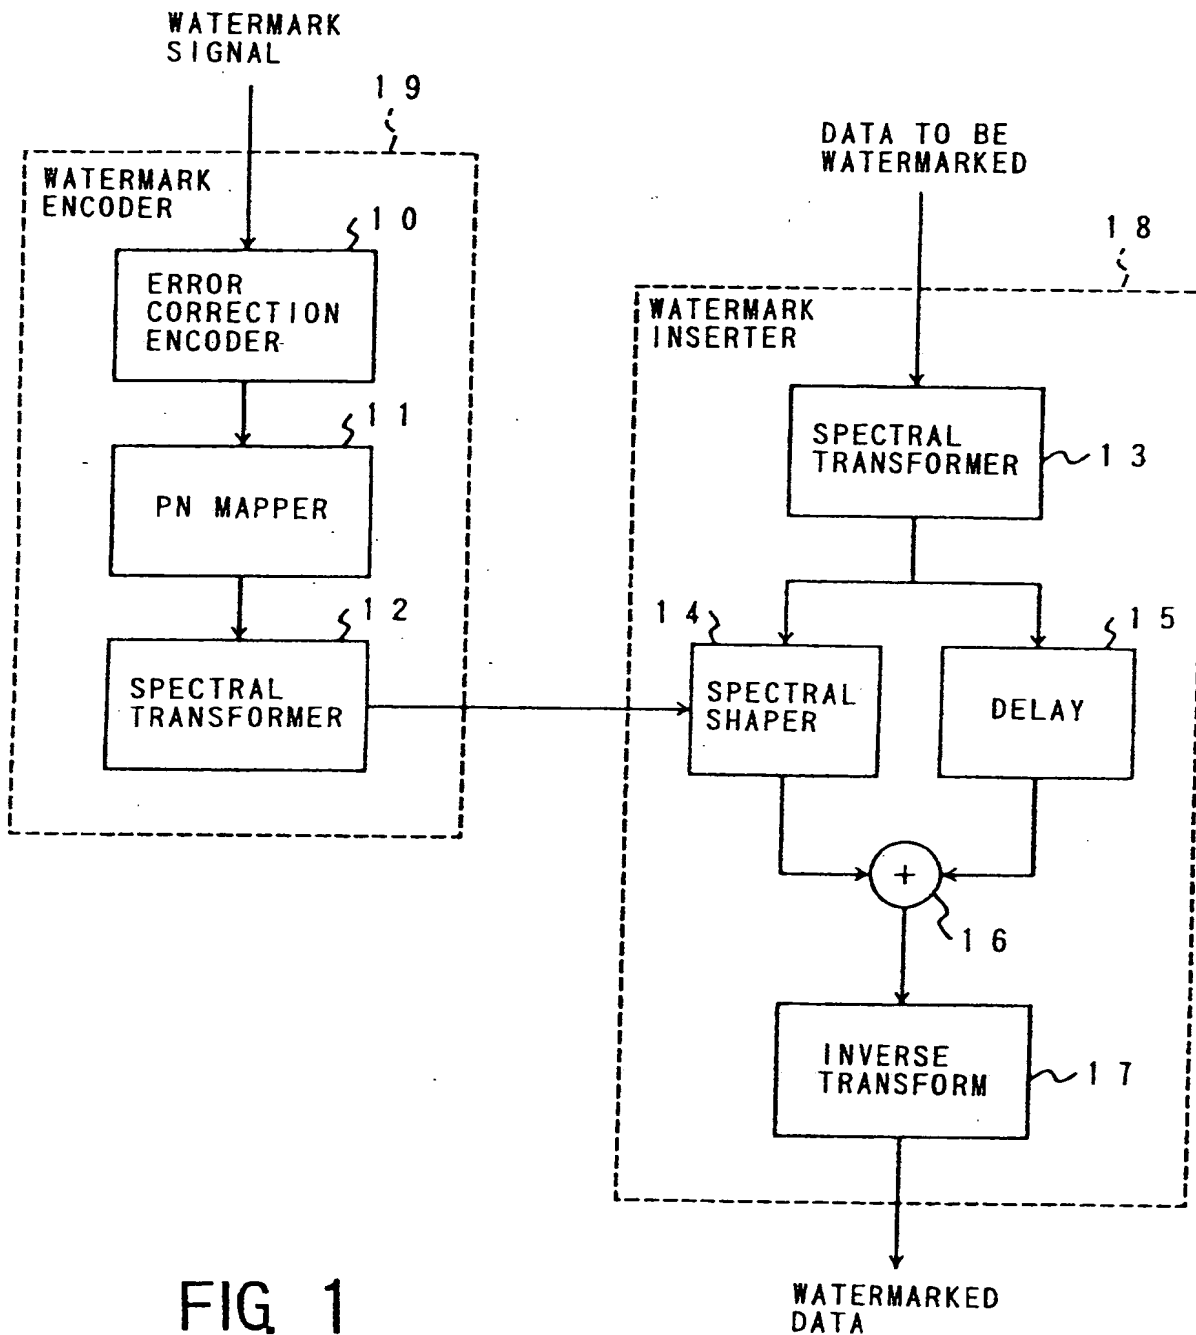 WATERMARK
SIGNAL
19
WATERMARK
ENCODER
10
ERROR
CORRECTION
ENCODER
11
PN MAPPER
12
SPECTRAL
TRANSFORMER
DATA TO BE
WATERMARKED
18
WATERMARK
INSERTER
SPECTRAL
TRANSFORMER
13
14
SPECTRAL
SHAPER
15
DELAY
+
16
INVERSE
TRANSFORM
17
WATERMARKED
DATA
FIG. 1